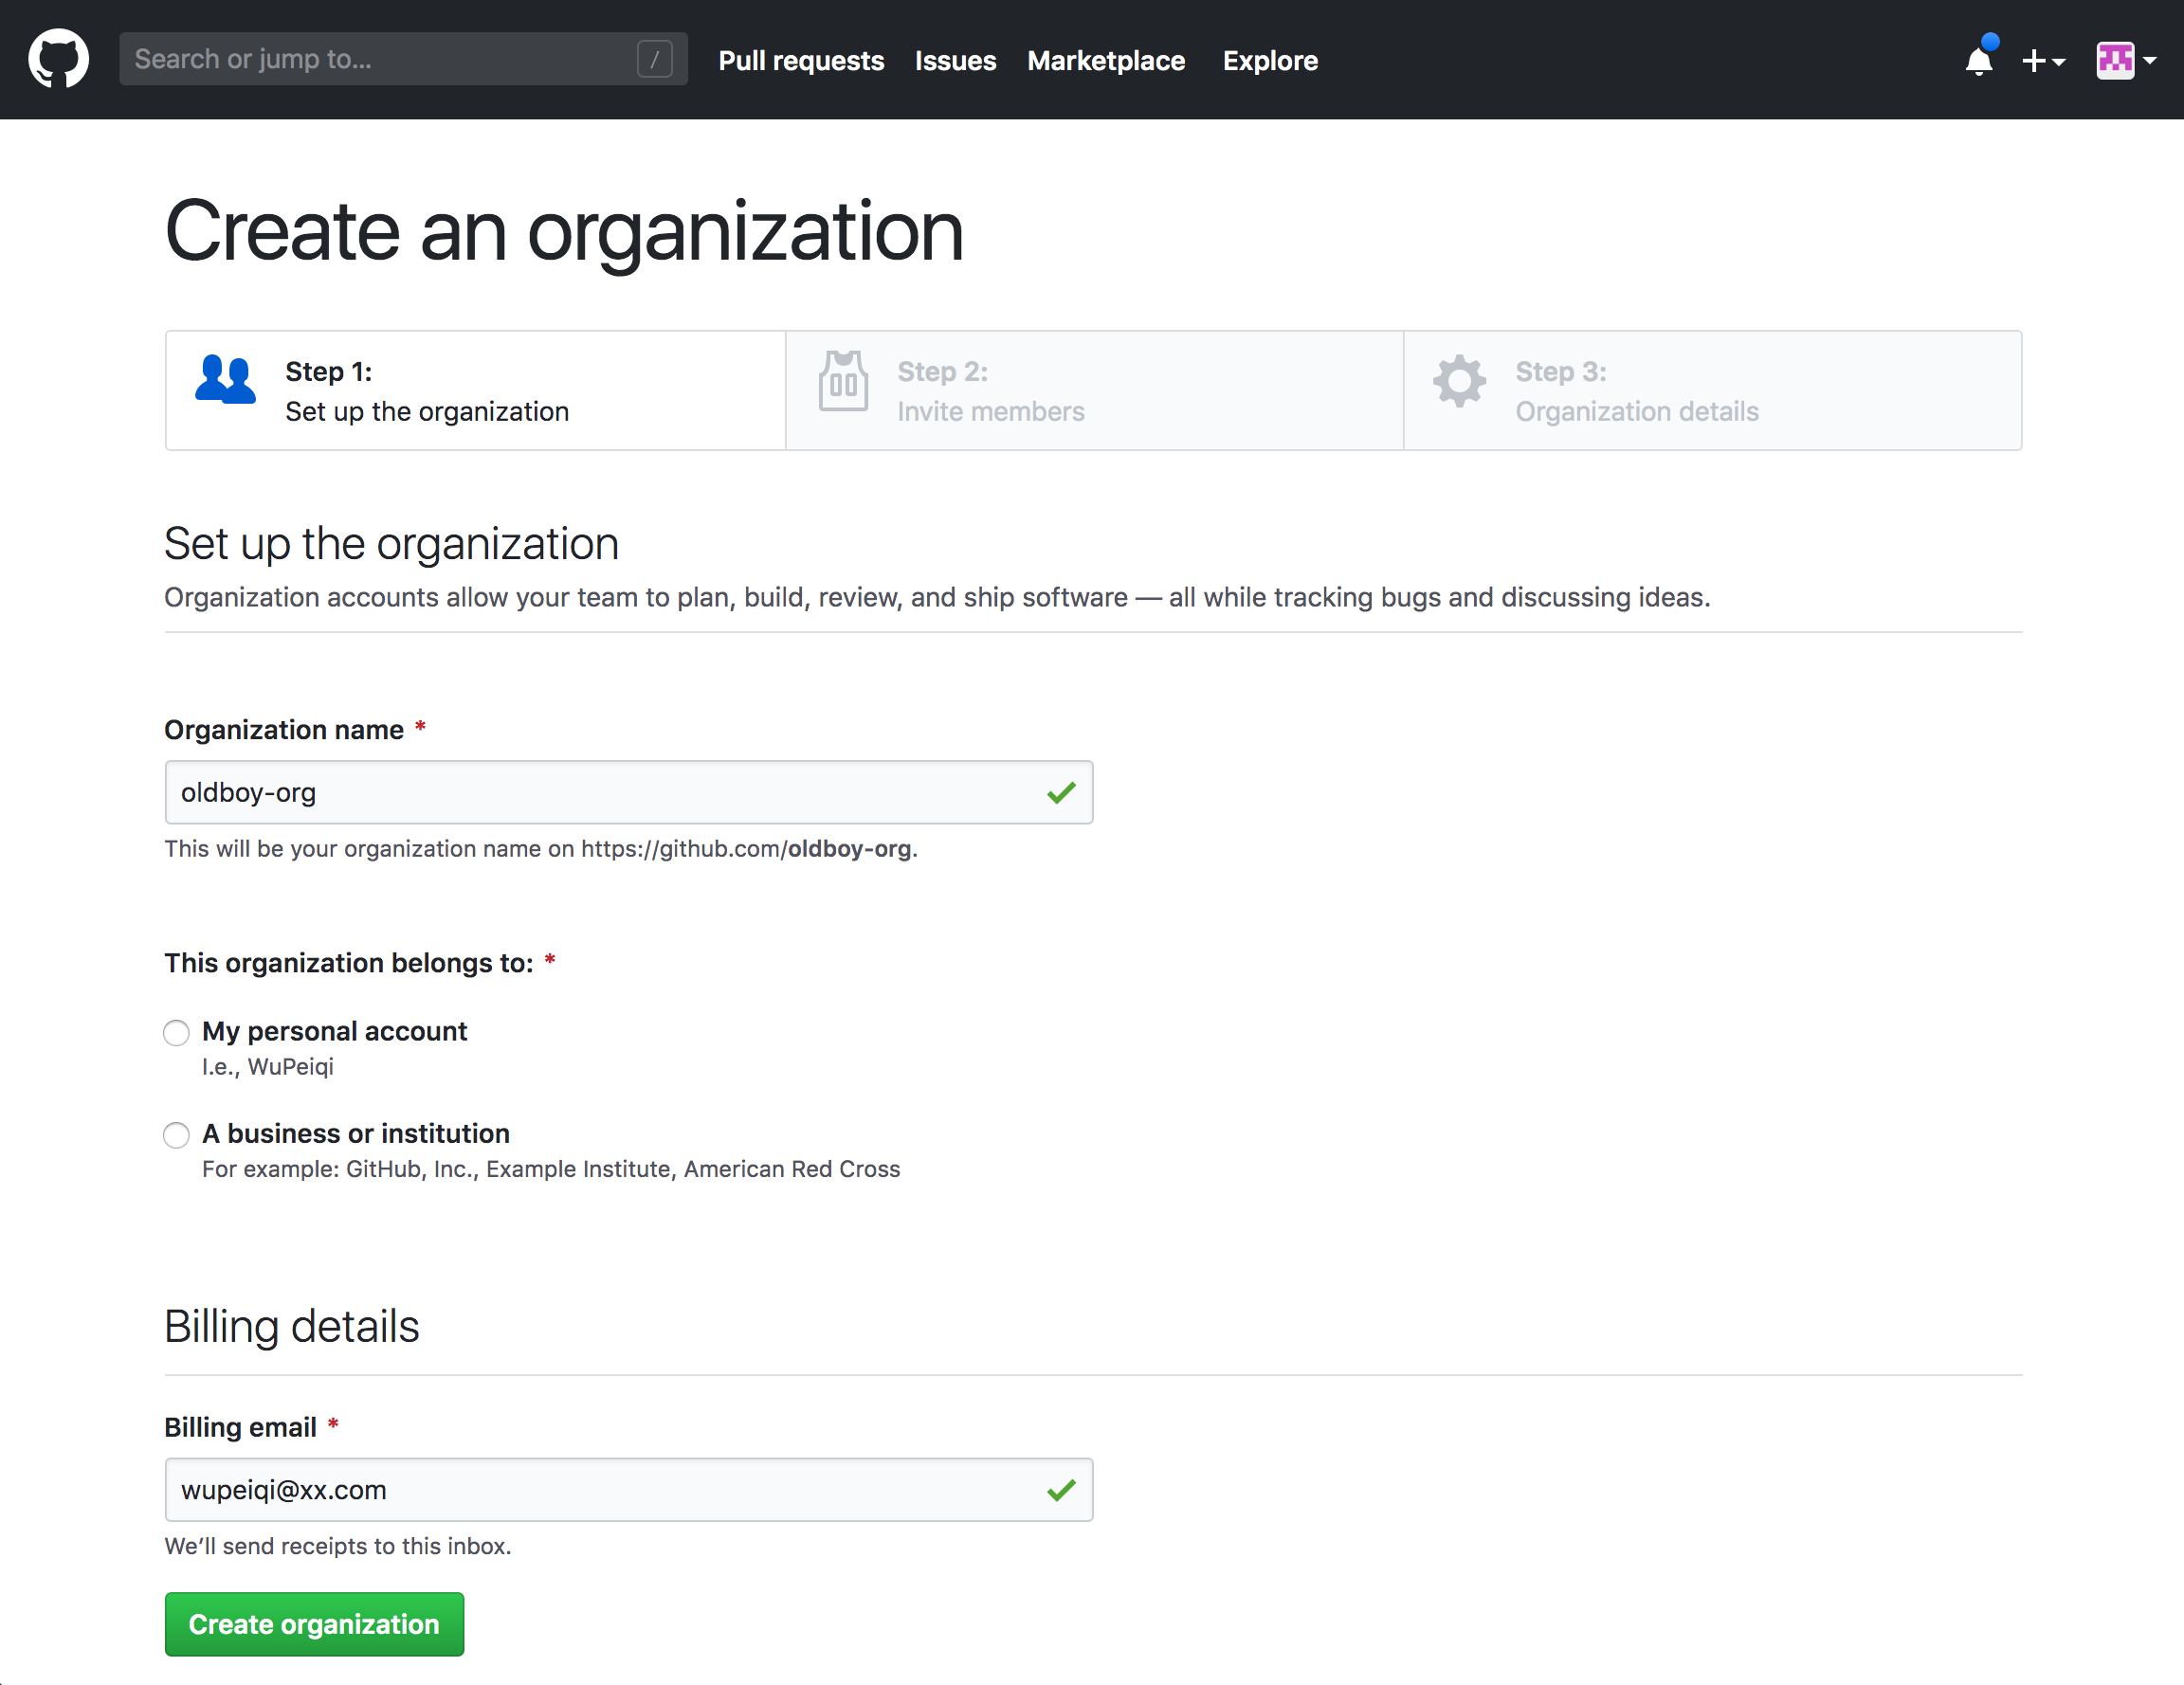 Search or jump to...
/
Pull requests
Issues
Marketplace
Explore
Create an organization
Step 1:
Set up the organization
Step 2:
Invite members
Step 3:
Organization details
Set up the organization
Organization accounts allow your team to plan, build, review, and ship software — all while tracking bugs and discussing ideas.
Organization name *
oldboy-org
This will be your organization name on https://github.com/oldboy-org.
This organization belongs to: *
My personal account
I.e., WuPeiqi
A business or institution
For example: GitHub, Inc., Example Institute, American Red Cross
Billing details
Billing email *
wupeiqi@xx.com
We’ll send receipts to this inbox.
Create organization